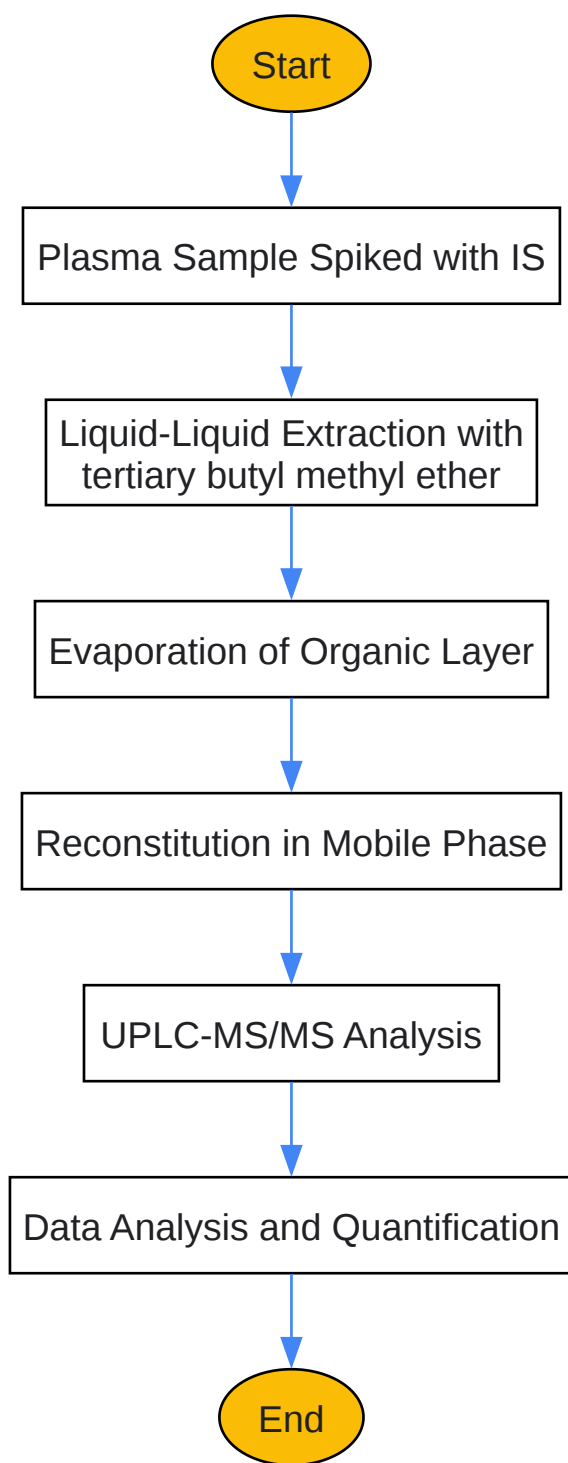 Start
Plasma Sample Spiked with IS
Liquid-Liquid Extraction with
tertiary butyl methyl ether
Evaporation of Organic Layer
Reconstitution in Mobile Phase
UPLC-MS/MS Analysis
Data Analysis and Quantification
End